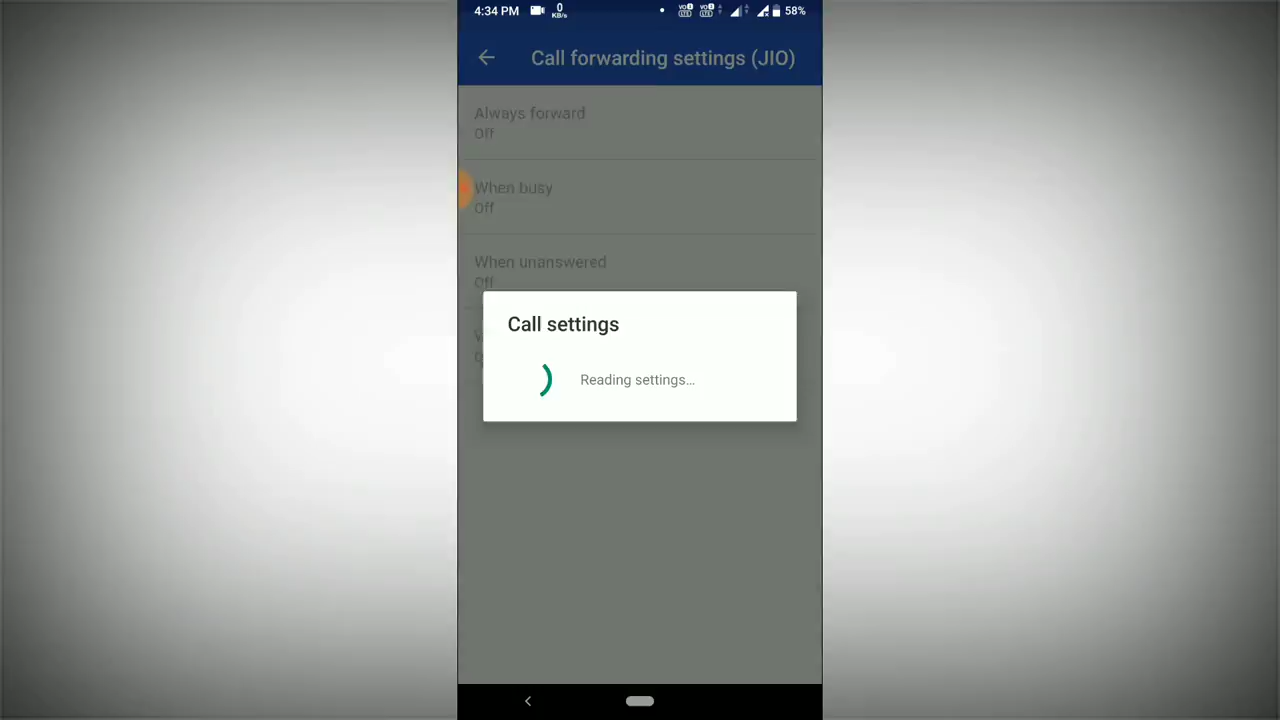 4:34 PM 0 KB/s 58%
Call forwarding settings (JIO)
Always forward
Off
When busy
Off
When unanswered
Off
Call settings
Reading settings...